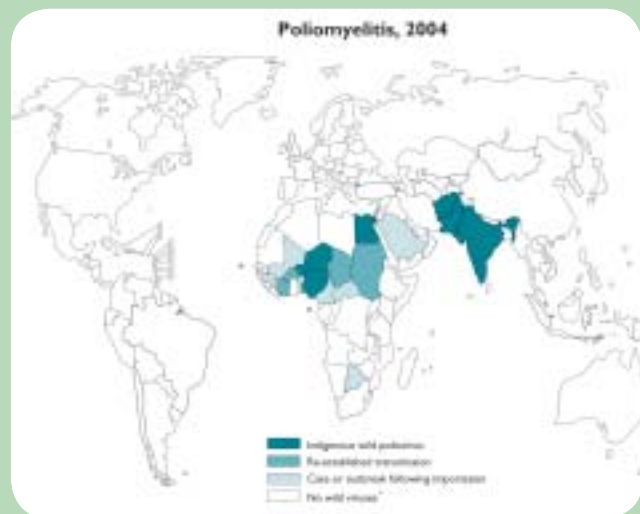 Poliomyelitis, 2004
Indigenous wild poliovirus
Re-established transmission
Case or outbreak following importation
No wild viruses*